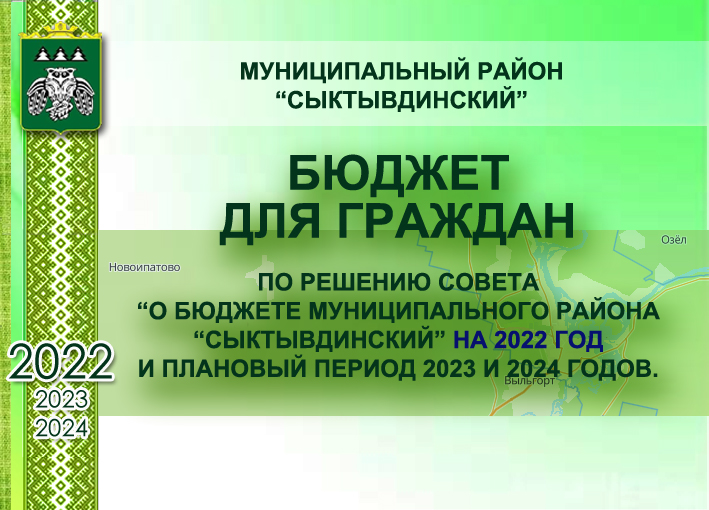 МУНИЦИПАЛЬНЫЙ РАЙОН
“СЫКТЫВДИНСКИЙ”
БЮДЖЕТ
ДЛЯ ГРАЖДАН
Озёл
Новоипатово
ПО РЕШЕНИЮ СОВЕТА
“О БЮДЖЕТЕ МУНИЦИПАЛЬНОГО РАЙОНА
“СЫКТЫВДИНСКИЙ” НА 2022 ГОД
И ПЛАНОВЫЙ ПЕРИОД 2023 И 2024 ГОДОВ.
Выльгорт
2022
2023
2024